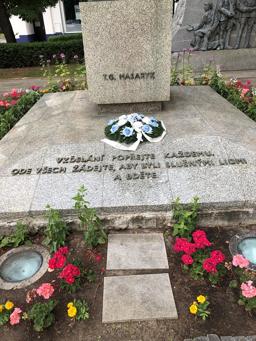 T.G. MASARYK
VZDĚLÁNÍ POPŘEJTE KAŽDÉMU,
ODE VŠECH ŽÁDEJTE, ABY BYLI SLUŠNÝMI LIDMI
A BDĚTE.